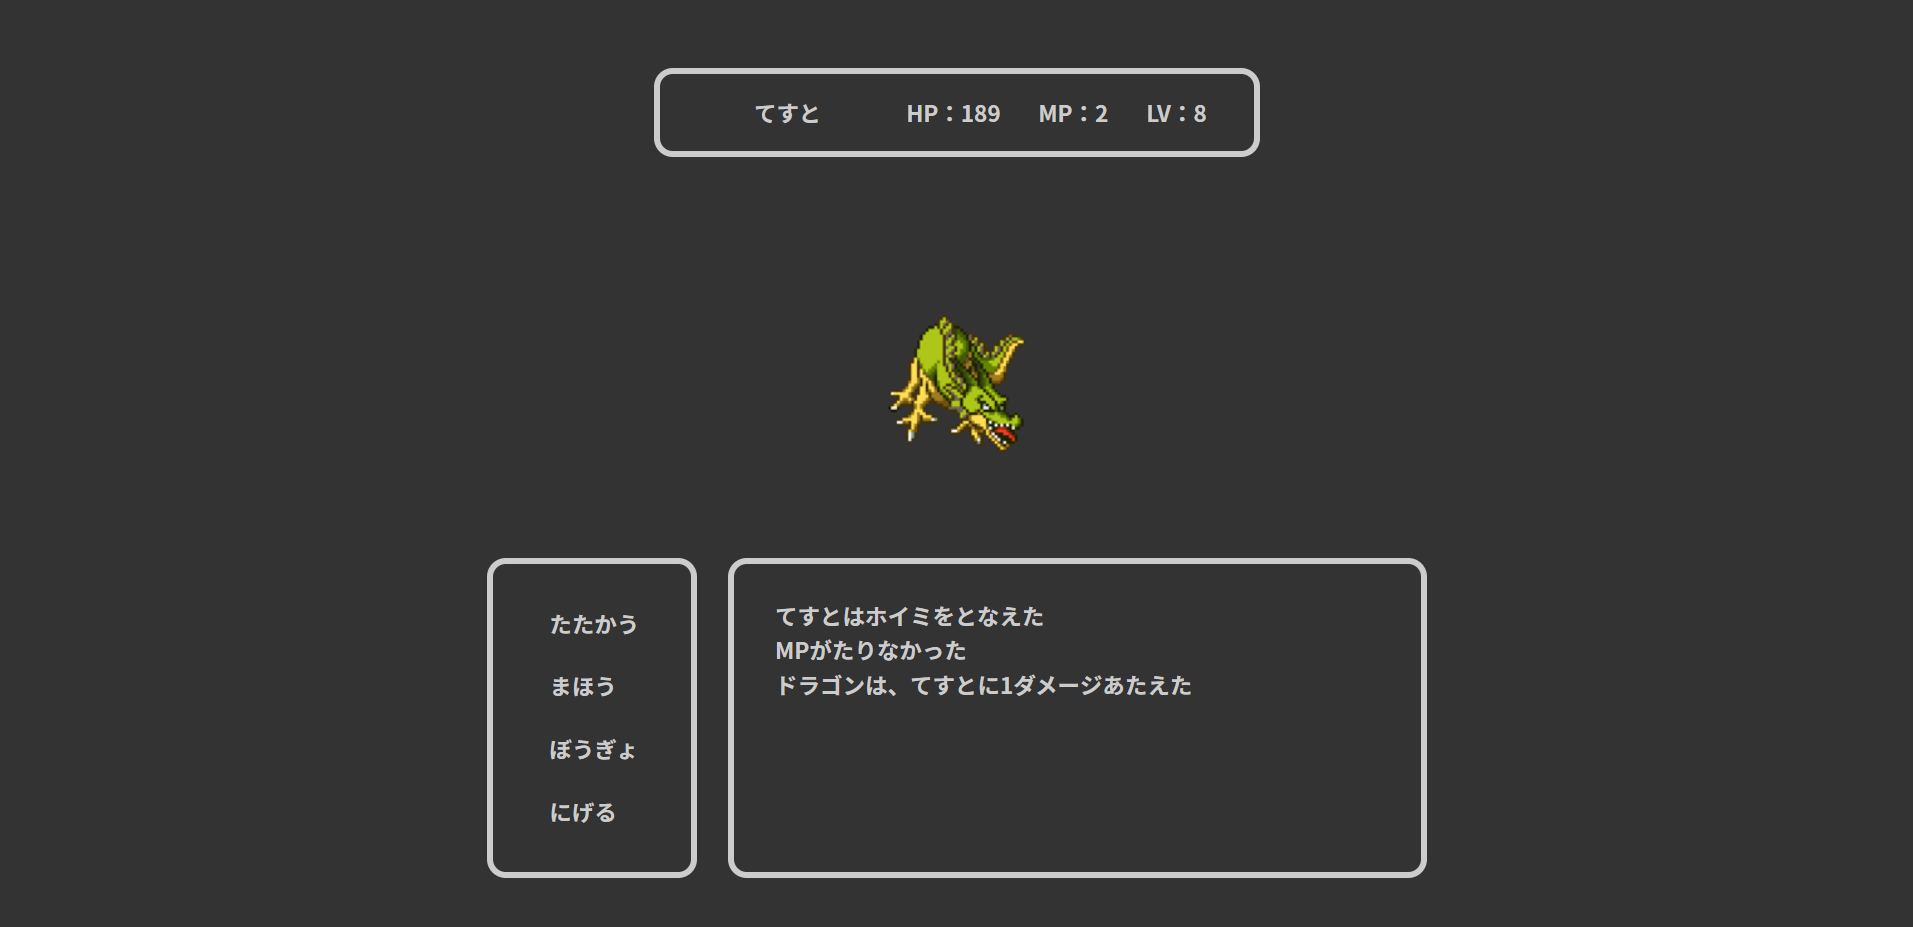 てすと HP：189 MP：2 LV：8
たたかう
まほう
ぼうぎょ
にげる
てすとはホイミをとなえた
MPがたりなかった
ドラゴンは、てすとに1ダメージあたえた